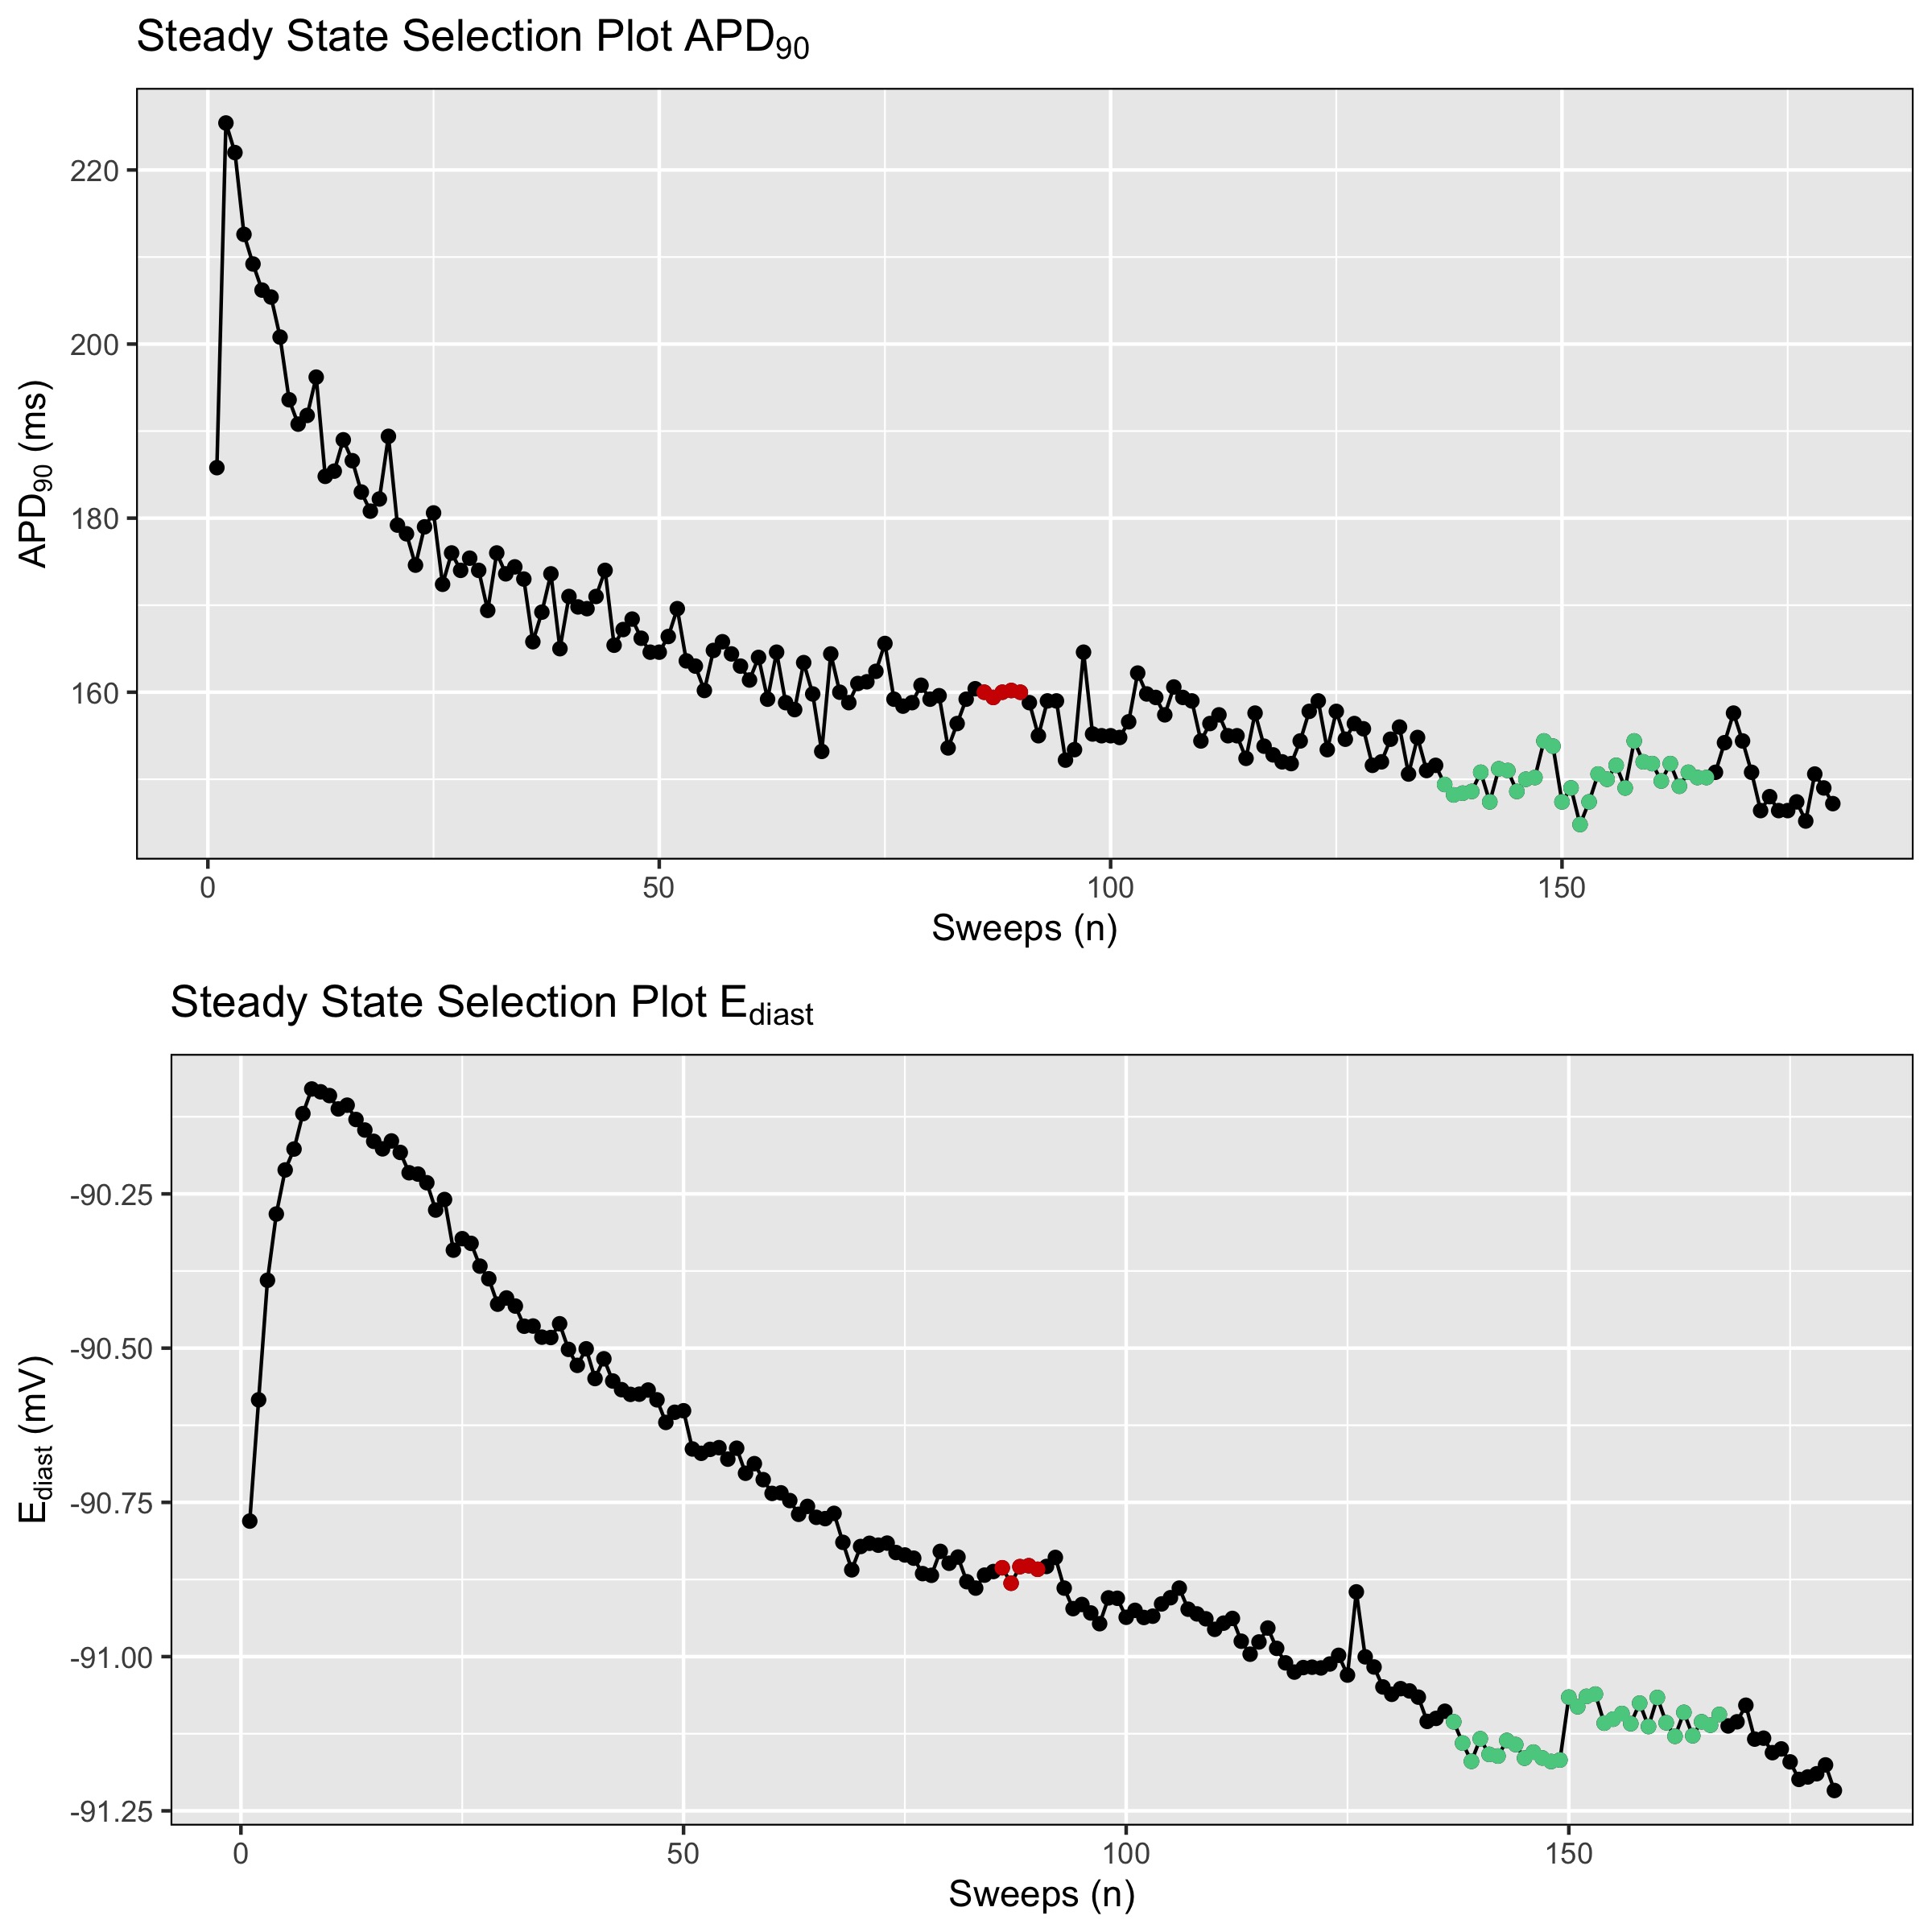 Steady State Selection Plot APD90
220
200
180
160
APD90 (ms)
0 50 100 150
Sweeps (n)
Steady State Selection Plot Ediast
-90.25
-90.50
-90.75
-91.00
-91.25
Ediast (mV)
0 50 100 150
Sweeps (n)